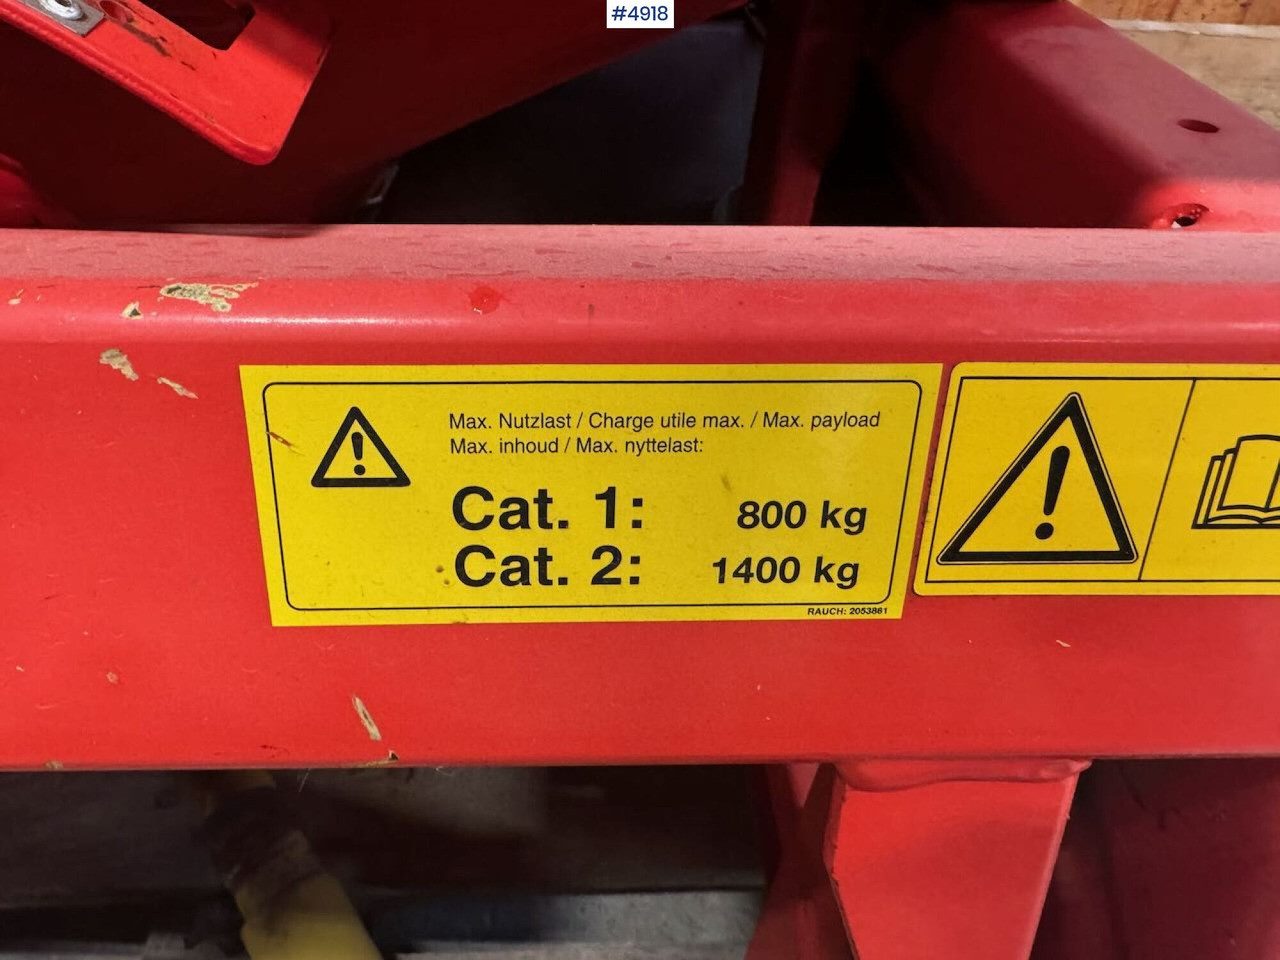 #4918
Max. Nutzlast / Charge utile max. / Max. payload
Max. inhoud / Max. nyttelast:
Cat. 1: 800 kg
Cat. 2: 1400 kg
RAUCH: 2053881